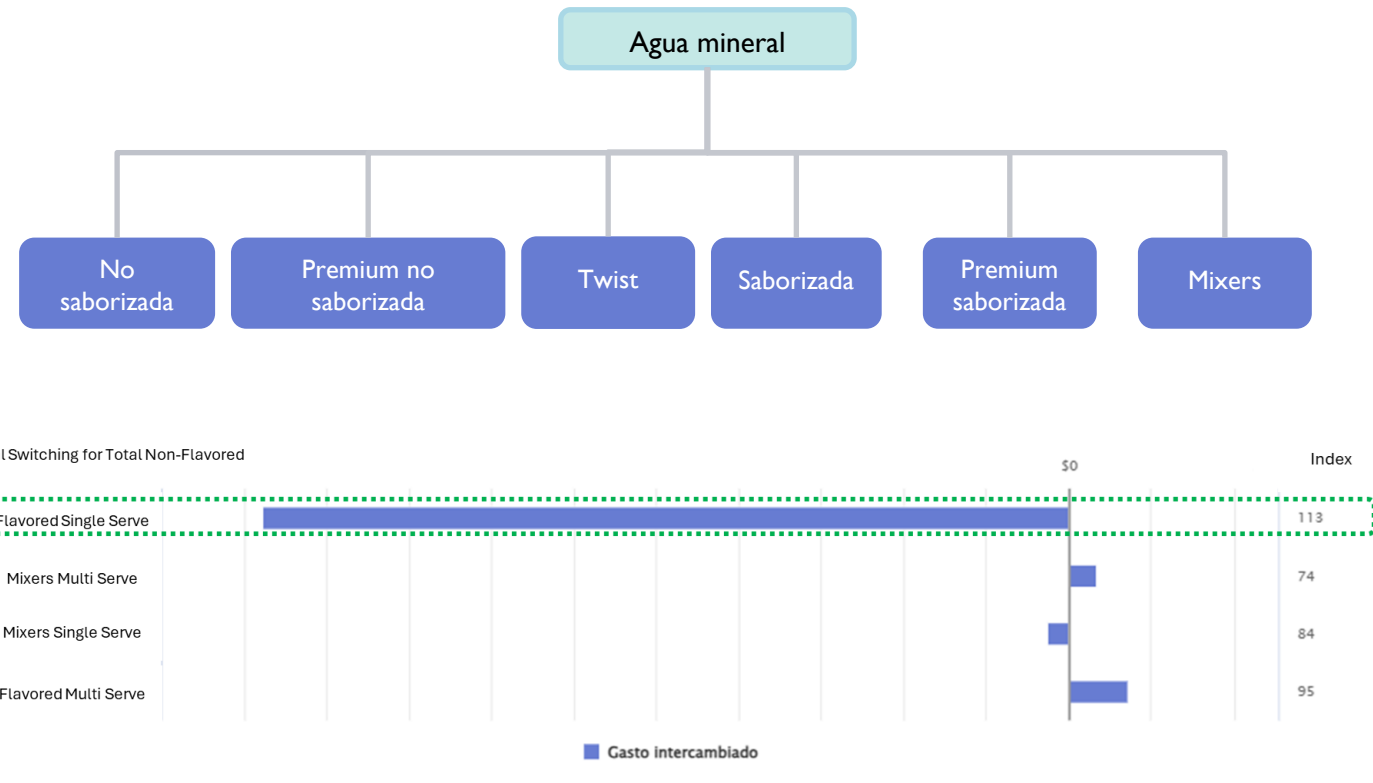 Agua mineral
No
saborizada
Premium no
saborizada
Twist
Saborizada
Premium
saborizada
Mixers
l Switching for Total Non-Flavored
$0
Index
Flavored Single Serve
113
Mixers Multi Serve
74
Mixers Single Serve
84
Flavored Multi Serve
95
Gasto intercambiado